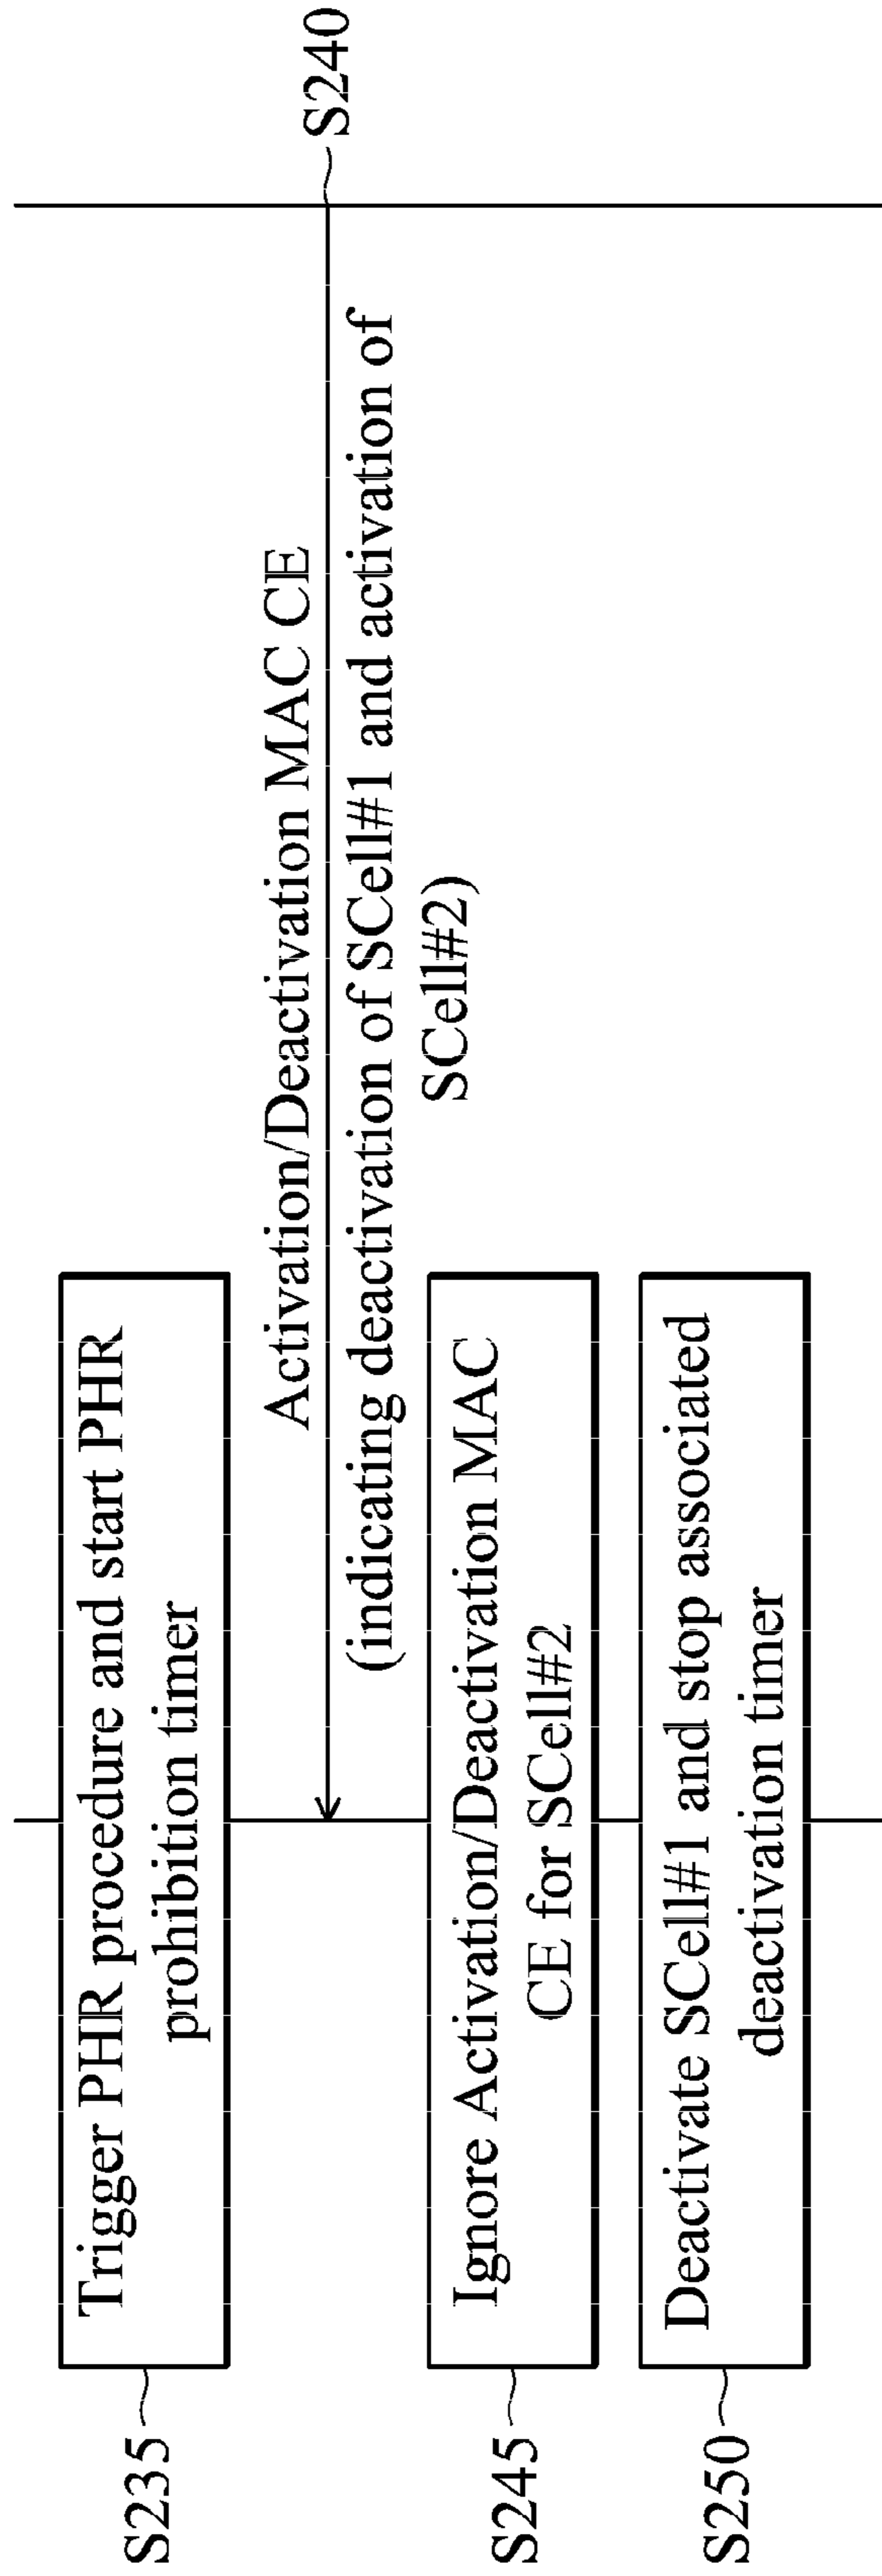 S235
Trigger PHR procedure and start PHR
prohibition timer
Activation/Deactivation MAC CE
S240
(indicating deactivation of SCell#1 and activation of
SCell#2)
S245
Ignore Activation/Deactivation MAC
CE for SCell#2
S250
Deactivate SCell#1 and stop associated
deactivation timer